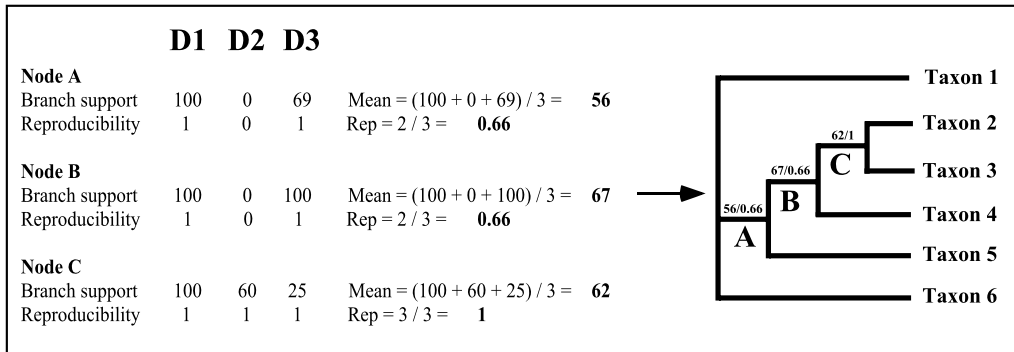 D1 D2 D3
Node A
Branch support 100 0 69 Mean = (100 + 0 + 69) / 3 = 56
Reproducibility 1 0 1 Rep = 2 / 3 = 0.66
Node B
Branch support 100 0 100 Mean = (100 + 0 + 100) / 3 = 67
Reproducibility 1 0 1 Rep = 2 / 3 = 0.66
Node C
Branch support 100 60 25 Mean = (100 + 60 + 25) / 3 = 62
Reproducibility 1 1 1 Rep = 3 / 3 = 1
Taxon 1
Taxon 2
62/1
C
Taxon 3
67/0.66
B
Taxon 4
56/0.66
A
Taxon 5
Taxon 6